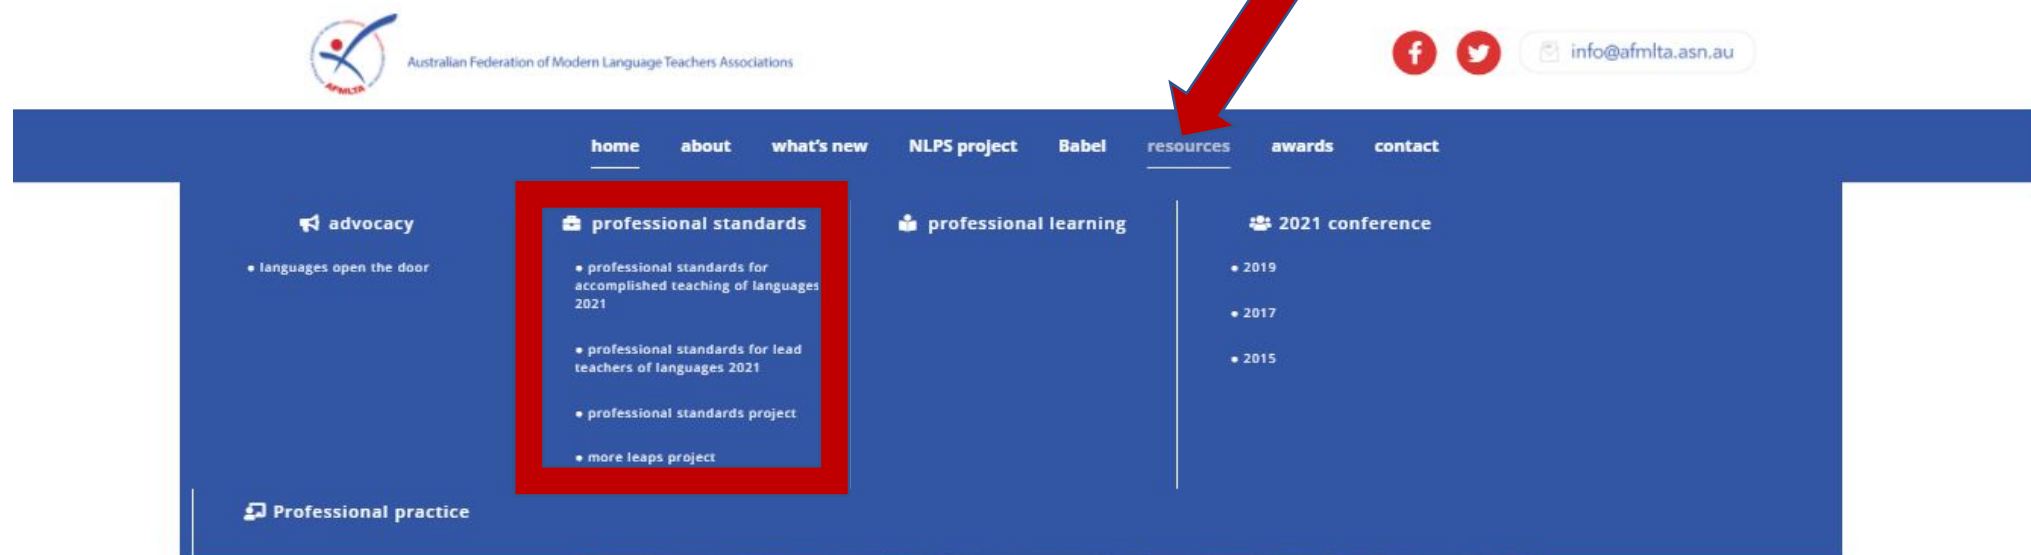 AFMLTA
Australian Federation of Modern Language Teachers Associations
info@afmlta.asn.au
home about what's new NLPS project Babel resources awards contact
advocacy
• languages open the door
professional standards
• professional standards for
accomplished teaching of languages
2021
• professional standards for lead
teachers of languages 2021
• professional standards project
• more leaps project
professional learning
2021 conference
• 2019
• 2017
• 2015
Professional practice